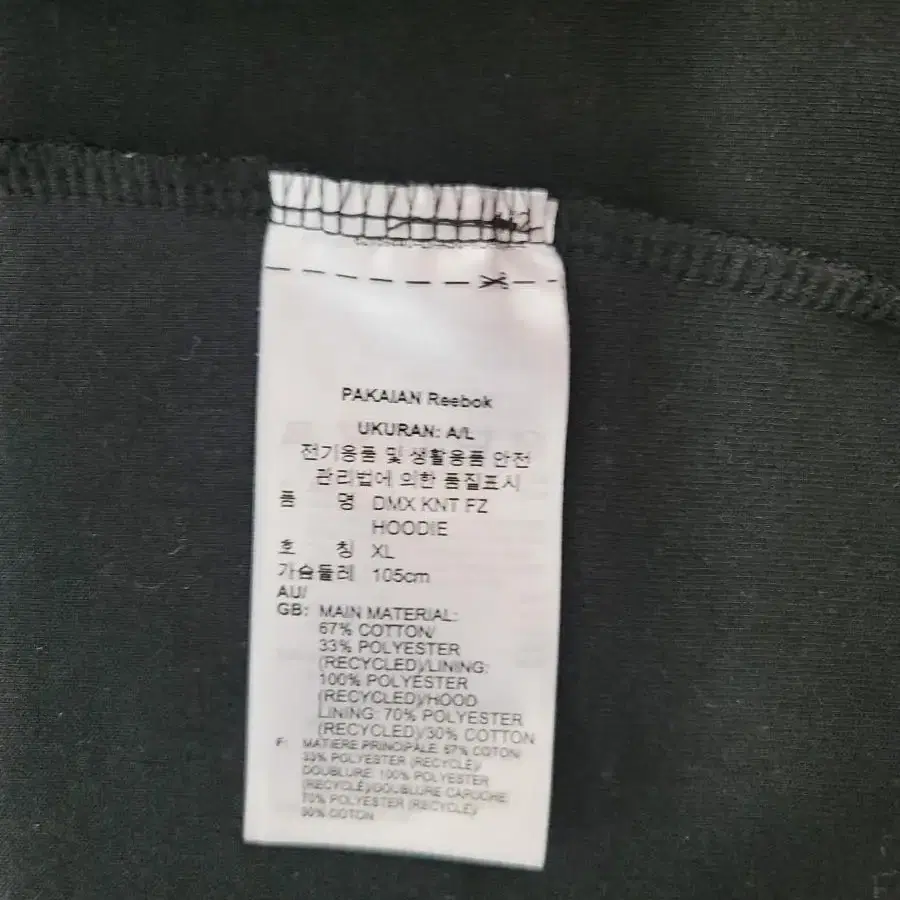 PAKAIAN Reebok
UKURAN: A/L
전기용품 및 생활용품 안전
관리법에 의한 품질표시
품 명 DMX KNT FZ
HOODIE
호 칭 XL
가슴둘레 105cm
AU/
GB: MAIN MATERIAL:
67% COTTON/
33% POLYESTER
(RECYCLED)/LINING:
100% POLYESTER
(RECYCLED)/HOOD
LINING: 70% POLYESTER
(RECYCLED)/30% COTTON
F: MATIERE PRINCIPALE: 67% COTON/
33% POLYESTER (RECYCLÉ)/
DOUBLURE: 100% POLYESTER
(RECYCLÉ)/DOUBLURE CAPUCHE:
70% POLYESTER (RECYCLÉ)/
30% COTON